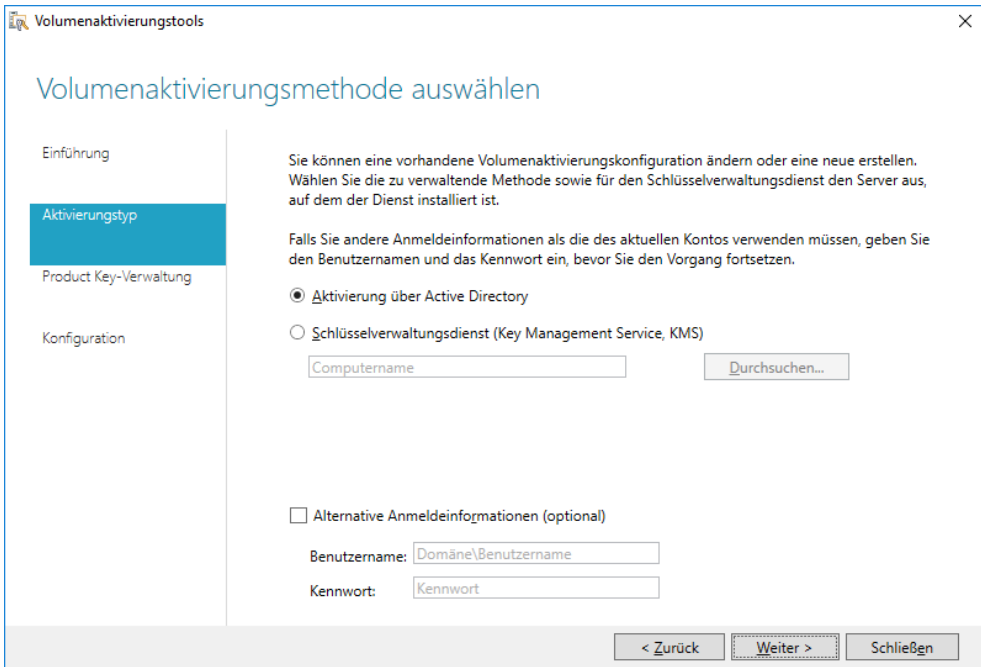 Volumenaktivierungstools
Volumenaktivierungsmethode auswählen
Einführung
Aktivierungstyp
Product Key-Verwaltung
Konfiguration
Sie können eine vorhandene Volumenaktivierungskonfiguration ändern oder eine neue erstellen.
Wählen Sie die zu verwaltende Methode sowie für den Schlüsselverwaltungsdienst den Server aus,
auf dem der Dienst installiert ist.
Falls Sie andere Anmeldeinformationen als die des aktuellen Kontos verwenden müssen, geben Sie
den Benutzernamen und das Kennwort ein, bevor Sie den Vorgang fortsetzen.
Aktivierung über Active Directory
Schlüsselverwaltungsdienst (Key Management Service, KMS)
Computername
Durchsuchen...
Alternative Anmeldeinformationen (optional)
Benutzername: Domäne\Benutzername
Kennwort: Kennwort
< Zurück Weiter > Schließen